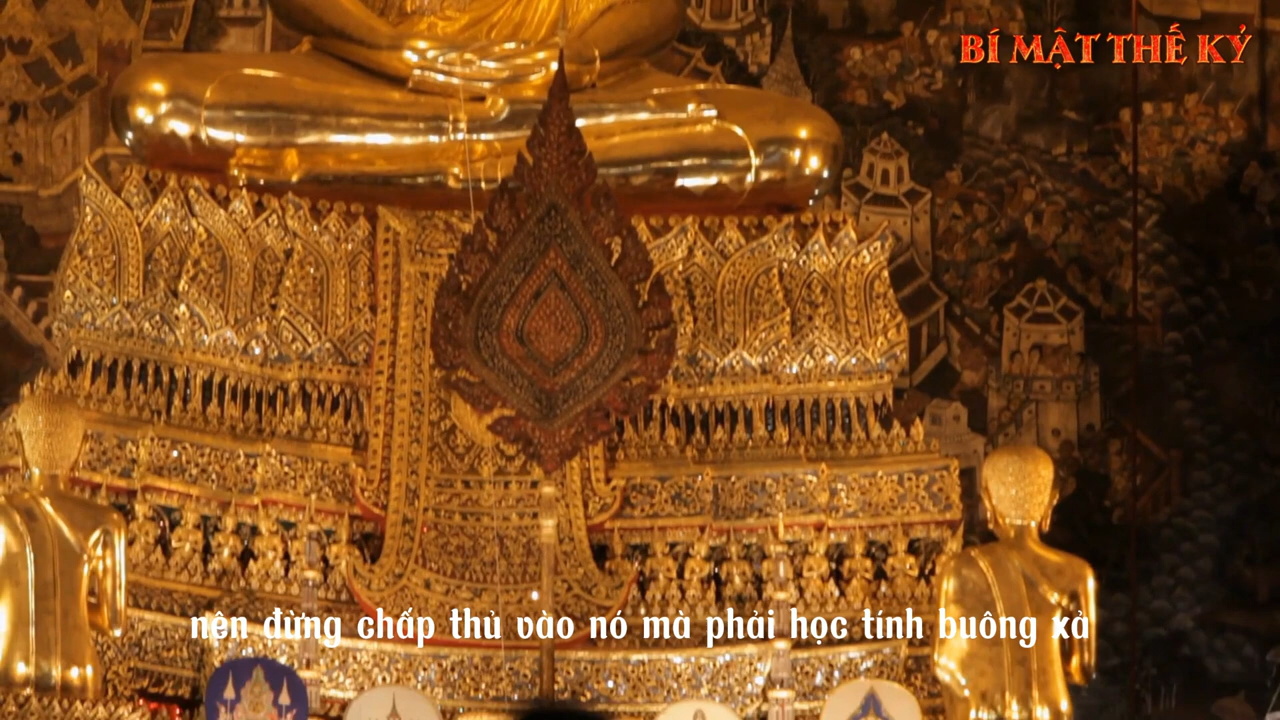 BÍ MẬT THẾ KỶ
nên đừng chấp thủ vào nó mà phải học tính buông xả